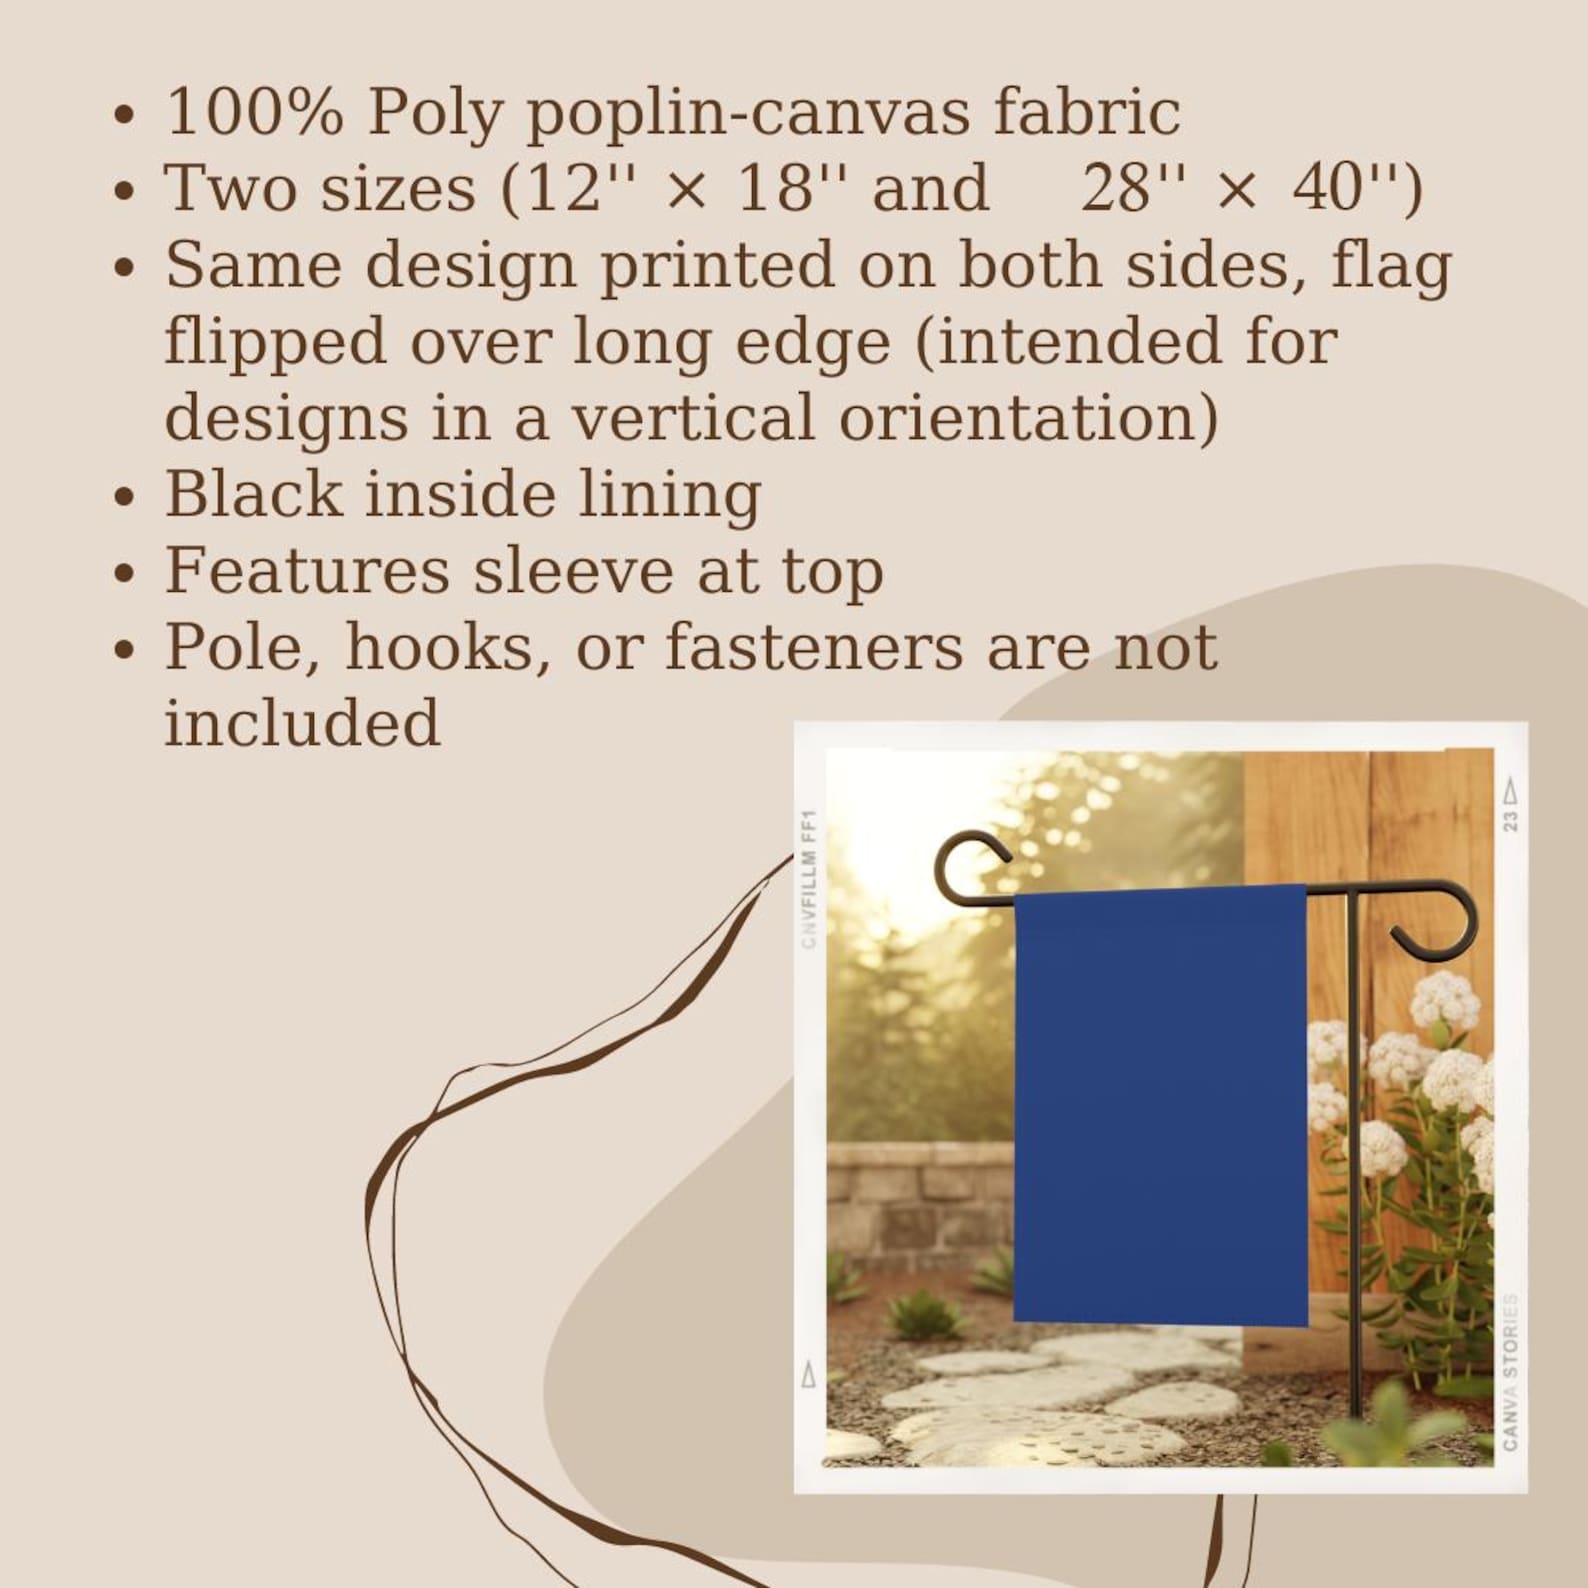 • 100% Poly poplin-canvas fabric
• Two sizes (12'' × 18'' and 28'' × 40'')
• Same design printed on both sides, flag
flipped over long edge (intended for
designs in a vertical orientation)
• Black inside lining
• Features sleeve at top
• Pole, hooks, or fasteners are not
included
CNVFILLM FF1
23
CANVA STORIES